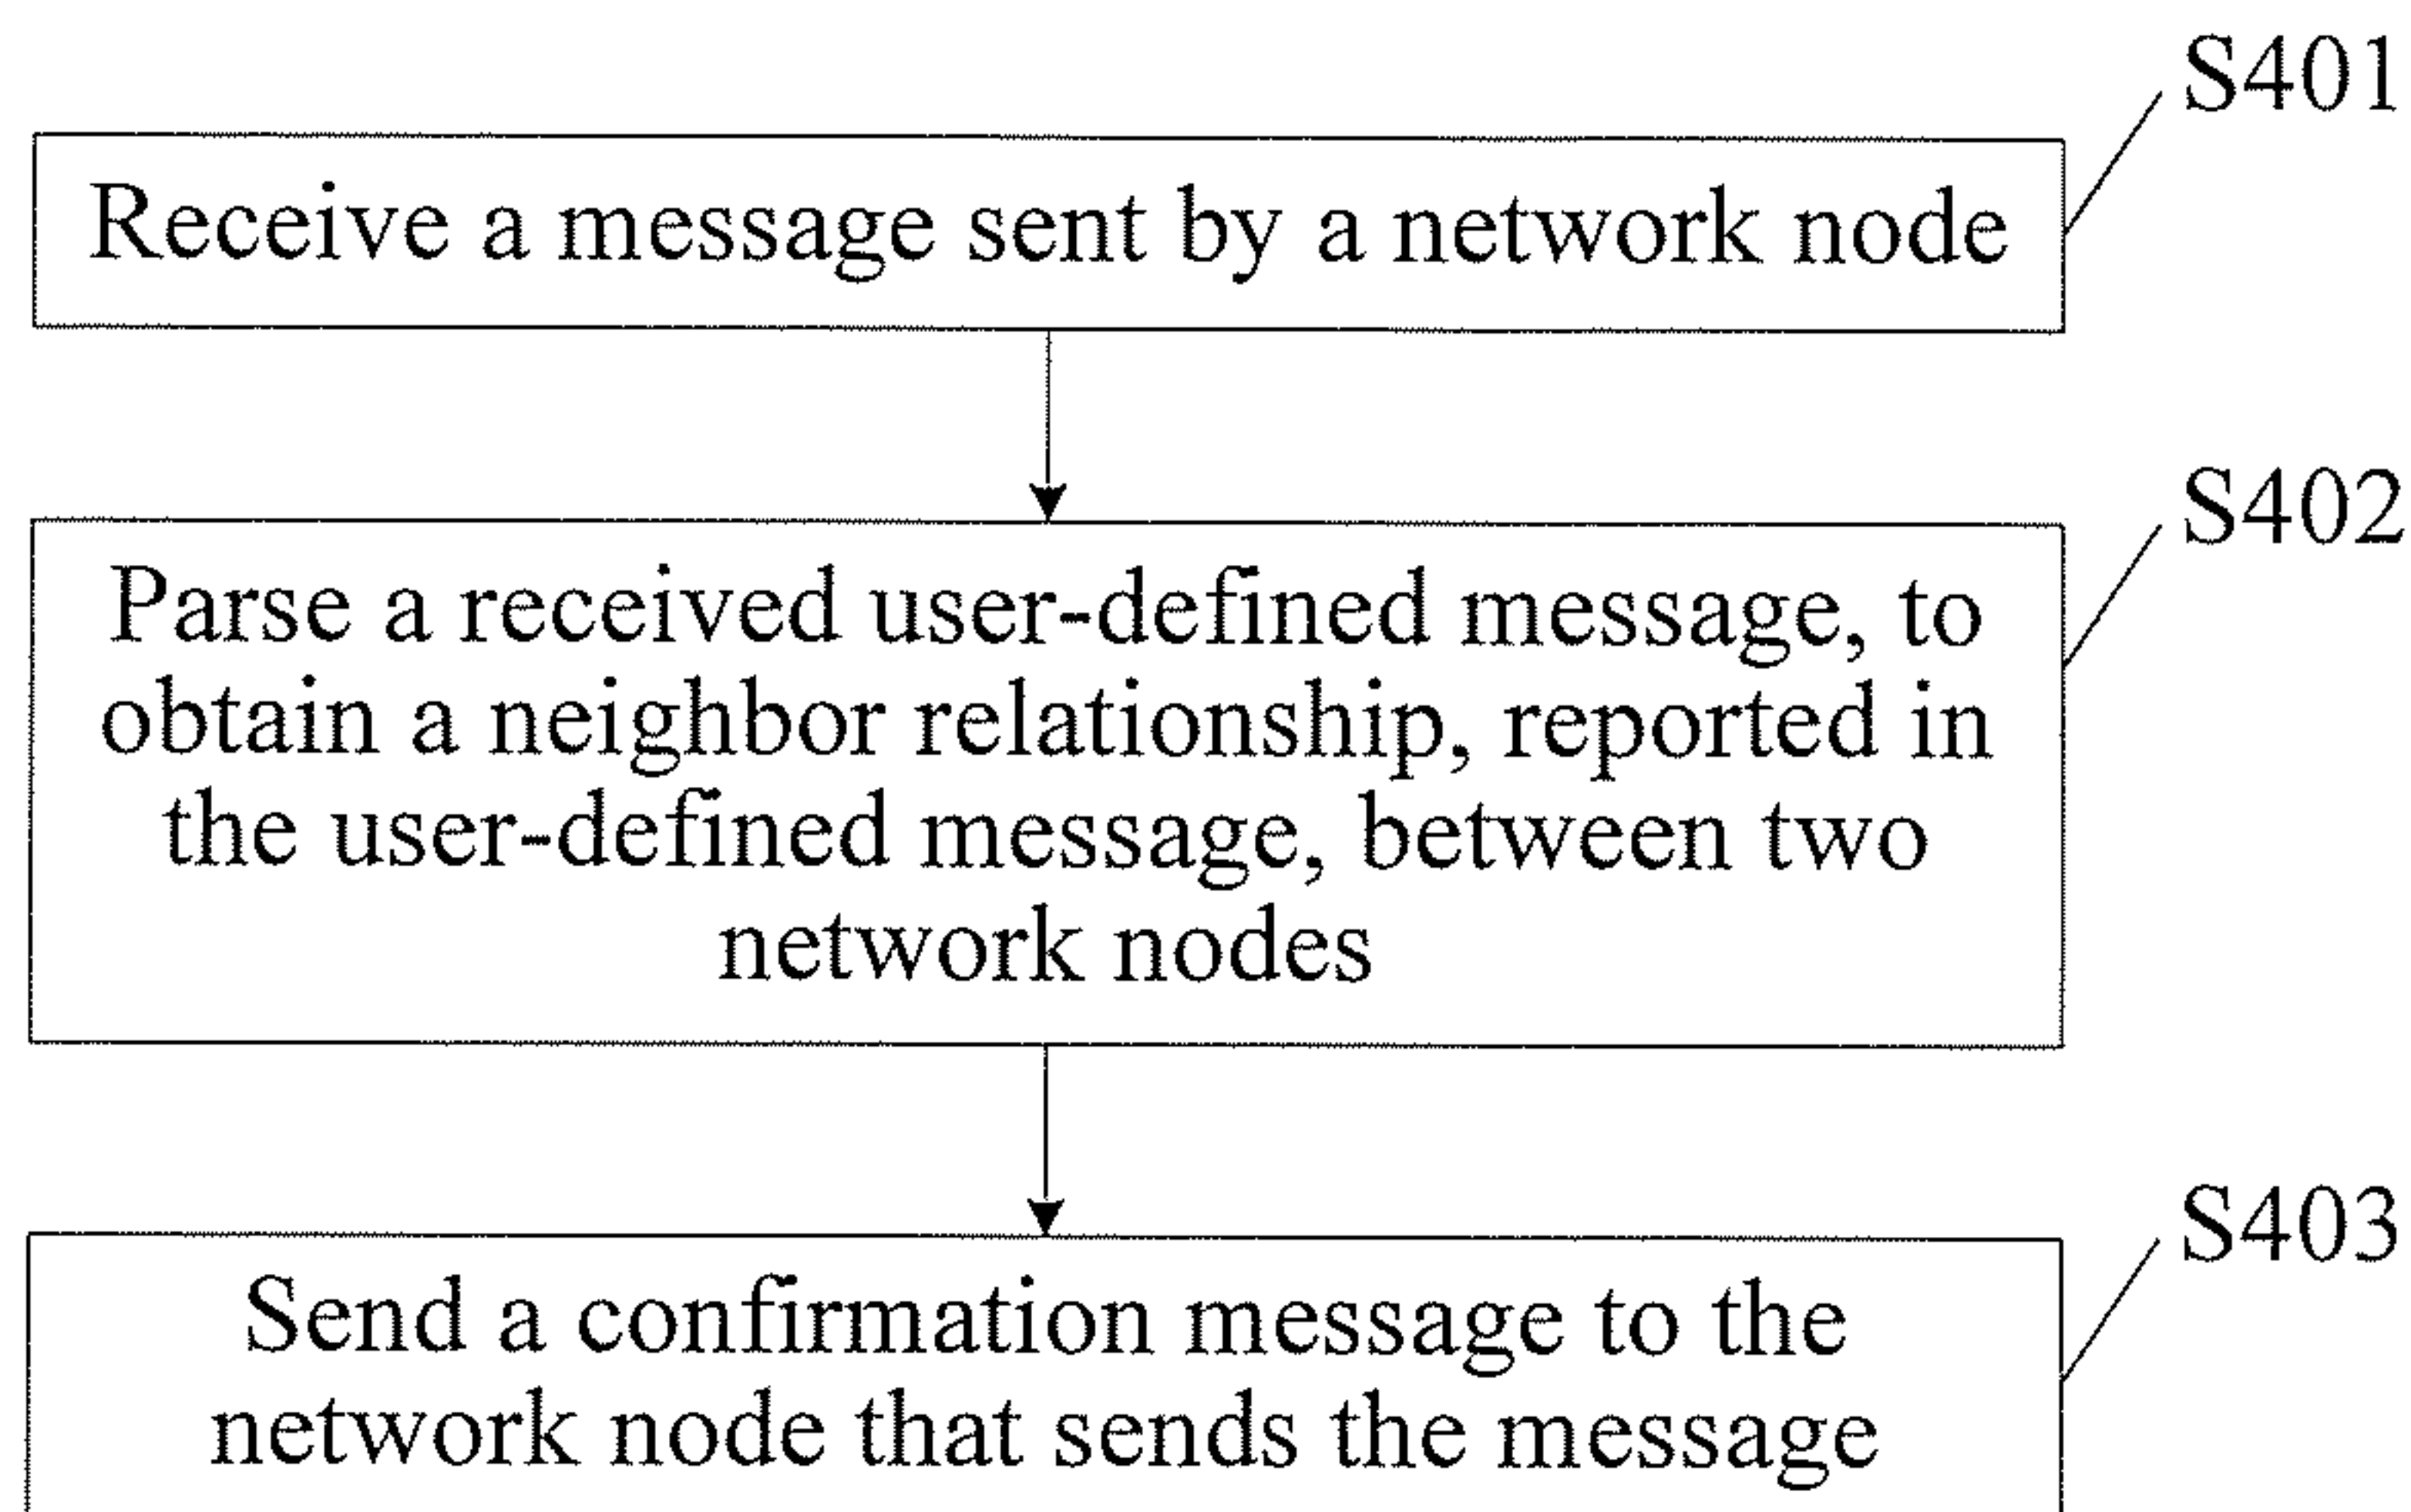 S401
Receive a message sent by a network node
S402
Parse a received user-defined message, to
obtain a neighbor relationship, reported in
the user-defined message, between two
network nodes
S403
Send a confirmation message to the
network node that sends the message